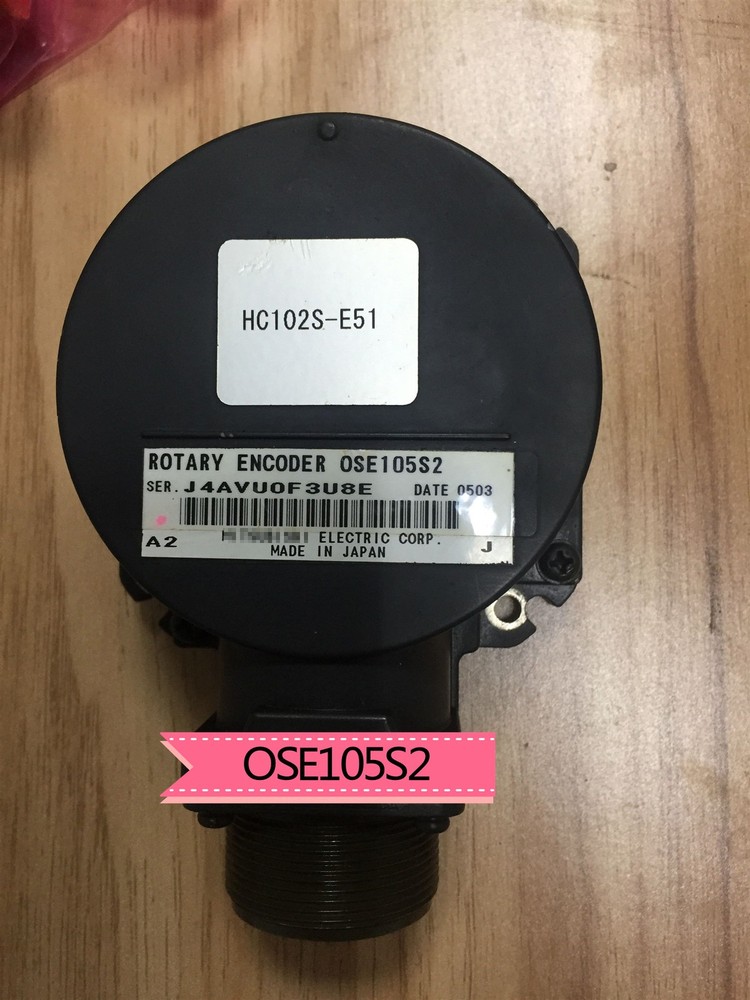 HC102S-E51
ROTARY ENCODER OSE105S2
SER. J4AVU0F3U8E DATE 0503
A2 ELECTRIC CORP.
MADE IN JAPAN J
OSE105S2